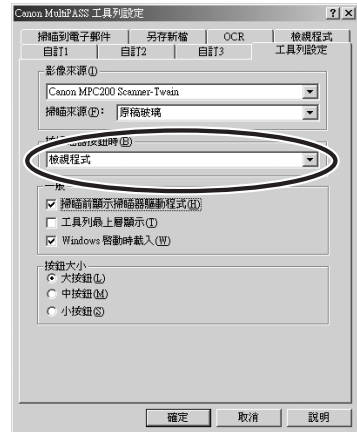 Canon MultiPASS 工具列設定
掃瞄到電子郵件 另存新檔 OCR 檢視程式
自訂1 自訂2 自訂3 工具列設定
影像來源(I)
Canon MPC200 Scanner-Twain
掃瞄來源(F): 原稿玻璃
時(B)
檢視程式
一般
掃瞄前顯示掃瞄器驅動程式(H)
工具列最上層顯示(T)
Windows 啟動時載入(W)
按鈕大小
大按鈕(L)
中按鈕(M)
小按鈕(S)
確定 取消 說明